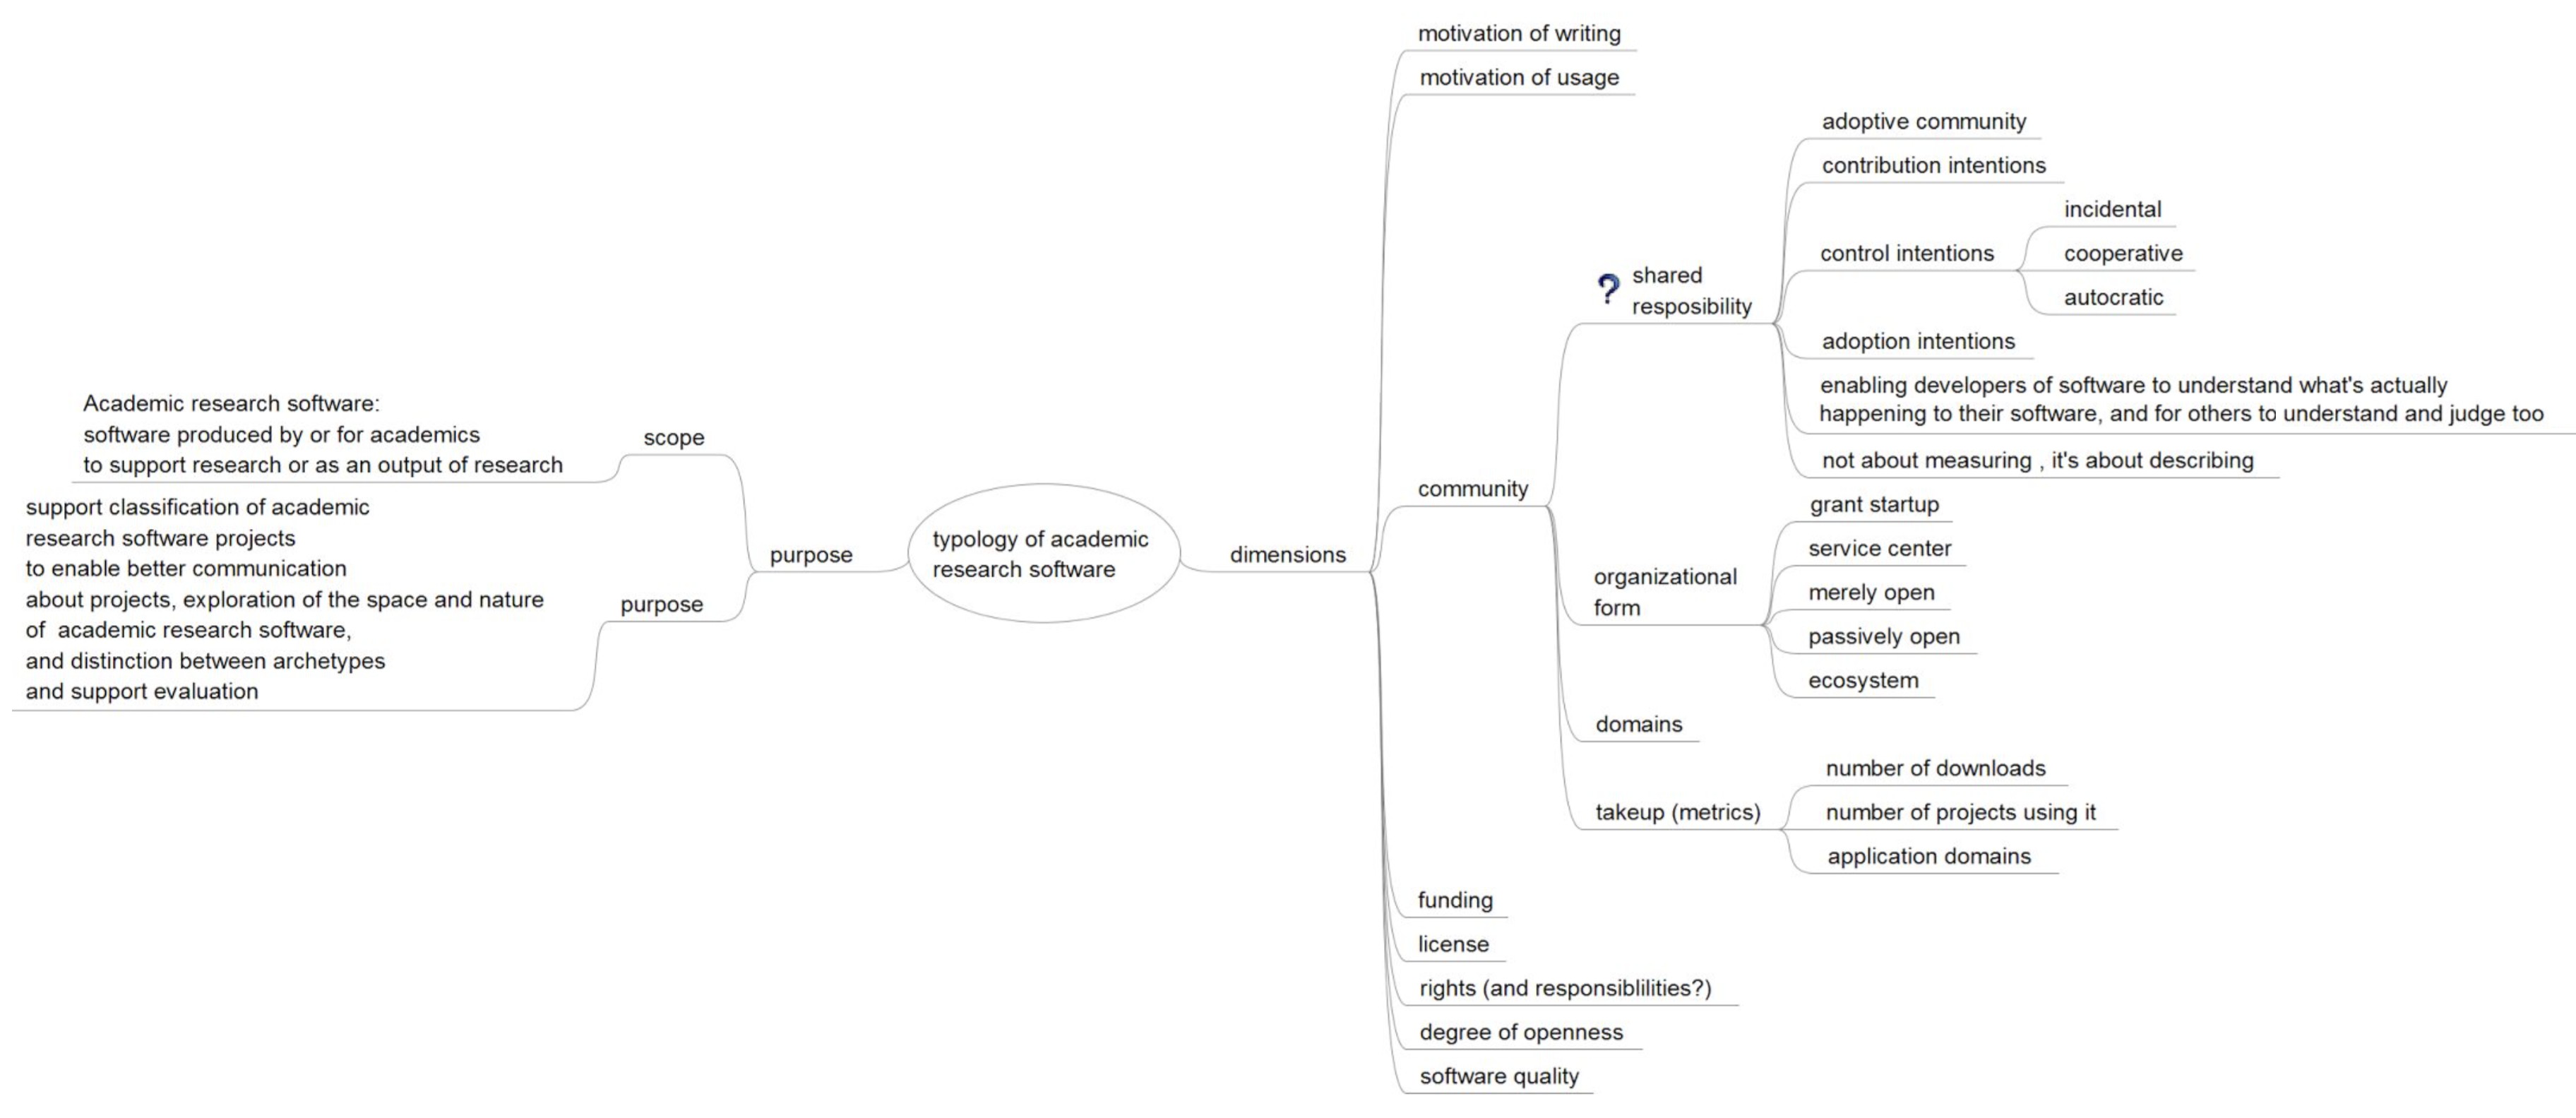 motivation of writing
motivation of usage
adoptive community
contribution intentions
incidental
control intentions
cooperative
autocratic
? shared
resposibility
adoption intentions
enabling developers of software to understand what's actually
happening to their software, and for others to understand and judge too
not about measuring , it's about describing
community
grant startup
service center
organizational
form
merely open
passively open
ecosystem
domains
number of downloads
takeup (metrics)
number of projects using it
application domains
dimensions
funding
license
rights (and responsiblilities?)
degree of openness
software quality
typology of academic
research software
purpose
scope
Academic research software:
software produced by or for academics
to support research or as an output of research
purpose
support classification of academic
research software projects
to enable better communication
about projects, exploration of the space and nature
of  academic research software,
and distinction between archetypes
and support evaluation